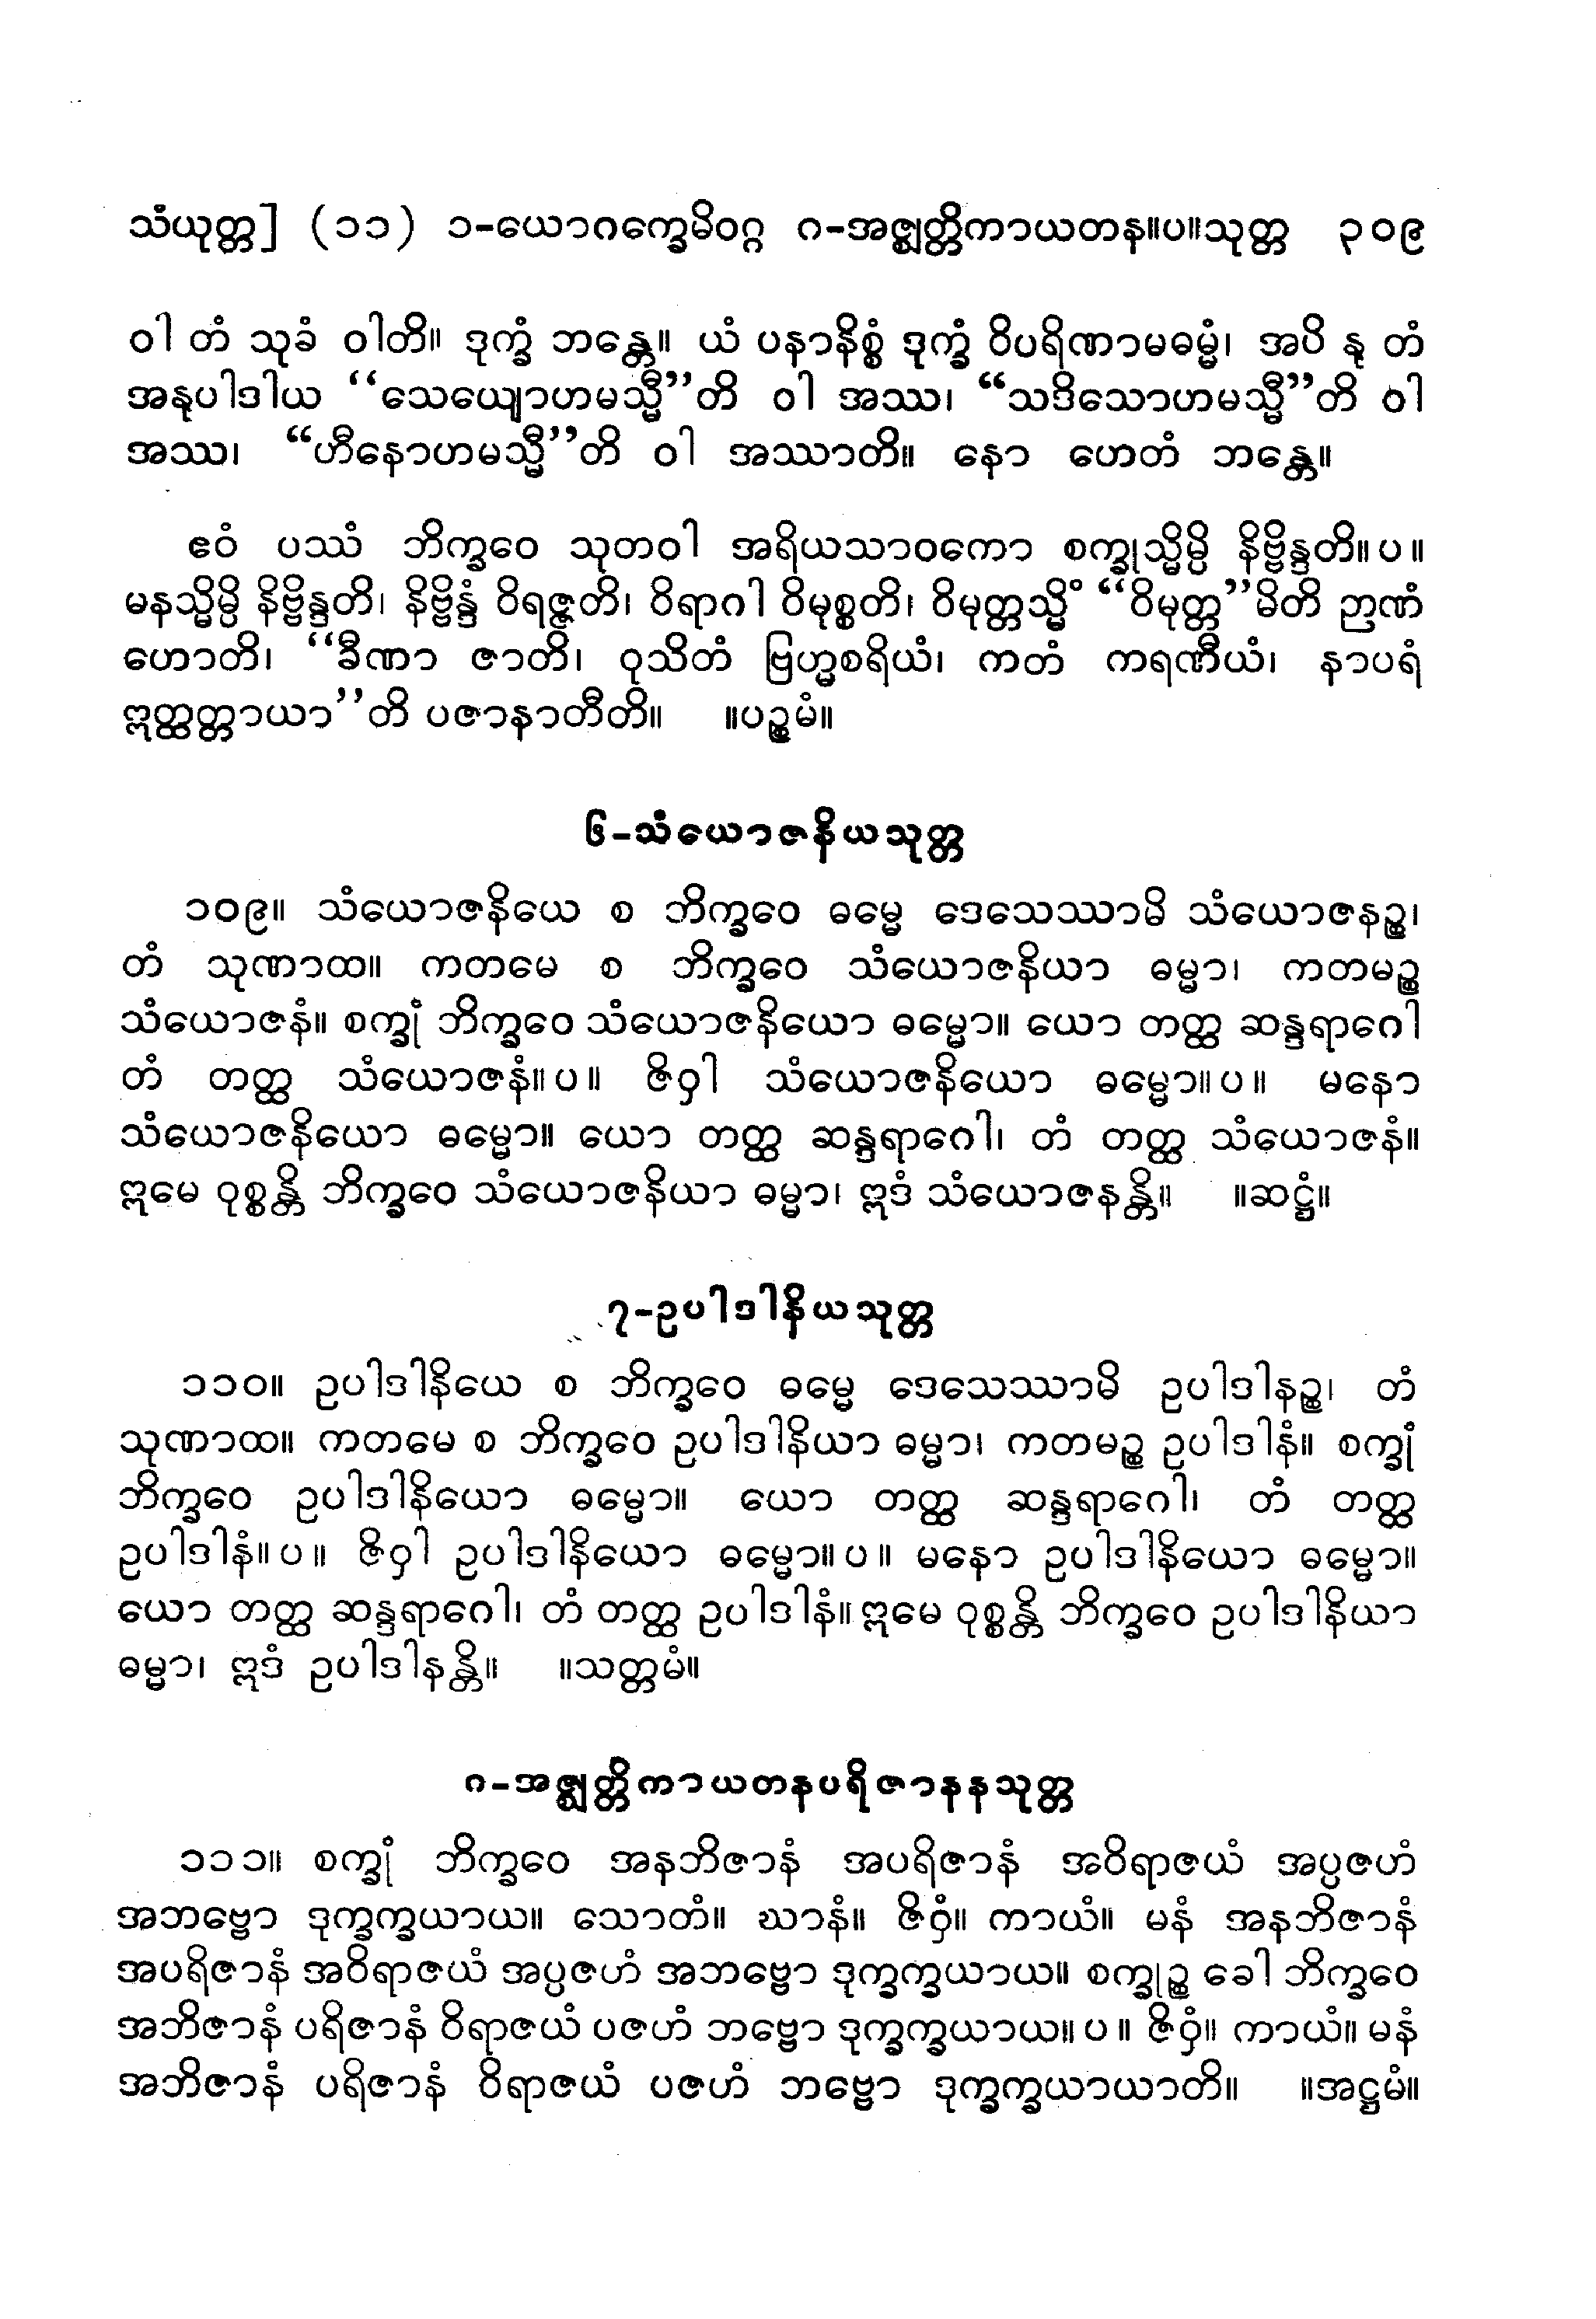 သံယုတ္တ] (၁၁) ၁-ယောဂက္ခေမိဝဂ္ဂ ဂ-အဇ္ဈတ္တိကာယတန။ပ။သုတ္တ ၃၀၉
ဝါ တံ သုခံ ဝါတိ။ ဒုက္ခံ ဘန္တေ။ ယံ ပနာနိစ္စံ ဒုက္ခံ ဝိပရိဏာမဓမ္မံ၊ အပိ နု တံ
အနုပါဒါယ “သေယျောဟမသ္မီ”တိ ဝါ အဿ၊ “သဒိသောဟမသ္မီ”တိ ဝါ
အဿ၊ “ဟီနောဟမသ္မီ”တိ ဝါ အဿာတိ။ နော ဟေတံ ဘန္တေ။
ဧဝံ ပဿံ ဘိက္ခဝေ သုတဝါ အရိယသာဝကော စက္ခုသ္မိမ္ပိ နိဗ္ဗိန္ဒတိ။ပ။
မနသ္မိမ္ပိ နိဗ္ဗိန္ဒတိ၊ နိဗ္ဗိန္ဒံ ဝိရဇ္ဇတိ၊ ဝိရာဂါ ဝိမုစ္စတိ၊ ဝိမုတ္တသ္မိံ “ဝိမုတ္တ”မိတိ ဉာဏံ
ဟောတိ၊ “ခီဏာ ဇာတိ၊ ဝုသိတံ ဗြဟ္မစရိယံ၊ ကတံ ကရဏီယံ၊ နာပရံ
ဣတ္ထတ္တာယာ”တိ ပဇာနာတီတိ။ ။ပဉ္စမံ။
၆-သံယောဇနိယသုတ္တ
၁၀၉။ သံယောဇနိယေ စ ဘိက္ခဝေ ဓမ္မေ ဒေသေဿာမိ သံယောဇနဉ္စ၊
တံ သုဏာထ။ ကတမေ စ ဘိက္ခဝေ သံယောဇနိယာ ဓမ္မာ၊ ကတမဉ္စ
သံယောဇနံ။ စက္ခုံ ဘိက္ခဝေ သံယောဇနိယော ဓမ္မော။ ယော တတ္ထ ဆန္ဒရာဂေါ
တံ တတ္ထ သံယောဇနံ။ပ။ ဇိဝှါ သံယောဇနိယော ဓမ္မော။ပ။ မနော
သံယောဇနိယော ဓမ္မော။ ယော တတ္ထ ဆန္ဒရာဂေါ၊ တံ တတ္ထ သံယောဇနံ။
ဣမေ ဝုစ္စန္တိ ဘိက္ခဝေ သံယောဇနိယာ ဓမ္မာ၊ ဣဒံ သံယောဇနန္တိ။ ။ဆဋ္ဌံ။
၇-ဥပါဒါနိယသုတ္တ
၁၁၀။ ဥပါဒါနိယေ စ ဘိက္ခဝေ ဓမ္မေ ဒေသေဿာမိ ဥပါဒါနဉ္စ၊ တံ
သုဏာထ။ ကတမေ စ ဘိက္ခဝေ ဥပါဒါနိယာ ဓမ္မာ၊ ကတမဉ္စ ဥပါဒါနံ။ စက္ခုံ
ဘိက္ခဝေ ဥပါဒါနိယော ဓမ္မော။ ယော တတ္ထ ဆန္ဒရာဂေါ၊ တံ တတ္ထ
ဥပါဒါနံ။ပ။ ဇိဝှါ ဥပါဒါနိယော ဓမ္မော။ပ။ မနော ဥပါဒါနိယော ဓမ္မော။
ယော တတ္ထ ဆန္ဒရာဂေါ၊ တံ တတ္ထ ဥပါဒါနံ။ ဣမေ ဝုစ္စန္တိ ဘိက္ခဝေ ဥပါဒါနိယာ
ဓမ္မာ၊ ဣဒံ ဥပါဒါနန္တိ။ ။သတ္တမံ။
ဂ-အဇ္ဈတ္တိကာယတနပရိဇာနနသုတ္တ
၁၁၁။ စက္ခုံ ဘိက္ခဝေ အနဘိဇာနံ အပရိဇာနံ အဝိရာဇယံ အပ္ပဇဟံ
အဘဗ္ဗော ဒုက္ခက္ခယာယ။ သောတံ။ ဃာနံ။ ဇိဝှံ။ ကာယံ။ မနံ အနဘိဇာနံ
အပရိဇာနံ အဝိရာဇယံ အပ္ပဇဟံ အဘဗ္ဗော ဒုက္ခက္ခယာယ။ စက္ခုဉ္စ ခေါ ဘိက္ခဝေ
အဘိဇာနံ ပရိဇာနံ ဝိရာဇယံ ပဇဟံ ဘဗ္ဗော ဒုက္ခက္ခယာယ။ပ။ ဇိဝှံ။ ကာယံ။ မနံ
အဘိဇာနံ ပရိဇာနံ ဝိရာဇယံ ပဇဟံ ဘဗ္ဗော ဒုက္ခက္ခယာယာတိ။ ။အဋ္ဌမံ။